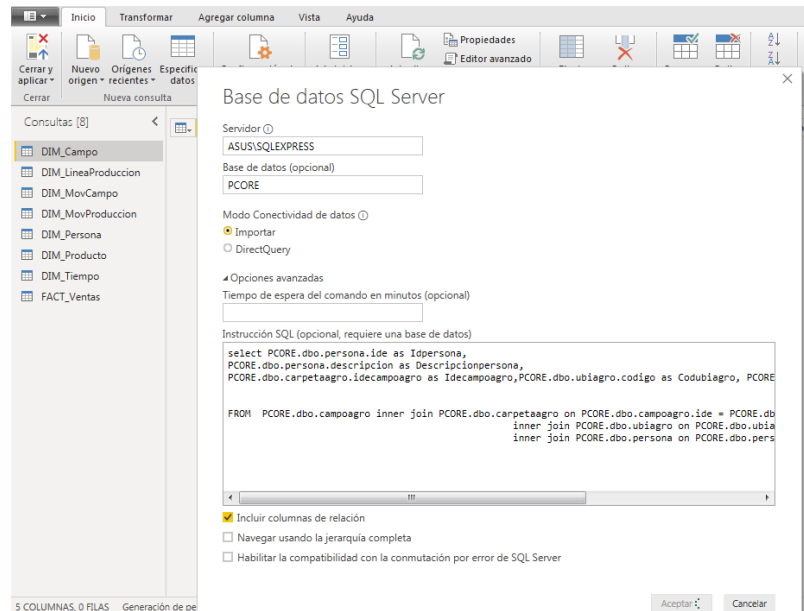 Inicio Transformar Agregar columna Vista Ayuda
Propiedades
Editor avanzado
Cerrar y aplicar
Nuevo origen
Orígenes recientes
Especific datos
Cerrar
Nueva consulta
Consultas [8]
DIM_Campo
DIM_LineaProduccion
DIM_MovCampo
DIM_MovProduccion
DIM_Persona
DIM_Producto
DIM_Tiempo
FACT_Ventas
Base de datos SQL Server
Servidor
ASUS\SQLEXPRESS
Base de datos (opcional)
PCORE
Modo Conectividad de datos
Importar
DirectQuery
Opciones avanzadas
Tiempo de espera del comando en minutos (opcional)
Instrucción SQL (opcional, requiere una base de datos)
select PCORE.dbo.persona.ide as Idpersona,
PCORE.dbo.persona.descripcion as Descripcionpersona,
PCORE.dbo.carpetaagro.idecampoagro as Idecampoagro,PCORE.dbo.ubiagro.codigo as Codubiagro, PCORE
FROM PCORE.dbo.campoagro inner join PCORE.dbo.carpetaagro on PCORE.dbo.campoagro.ide = PCORE.db
inner join PCORE.dbo.ubiagro on PCORE.dbo.ubia
inner join PCORE.dbo.persona on PCORE.dbo.pers
Incluir columnas de relación
Navegar usando la jerarquía completa
Habilitar la compatibilidad con la conmutación por error de SQL Server
Aceptar Cancelar
5 COLUMNAS, 0 FILAS Generación de pe